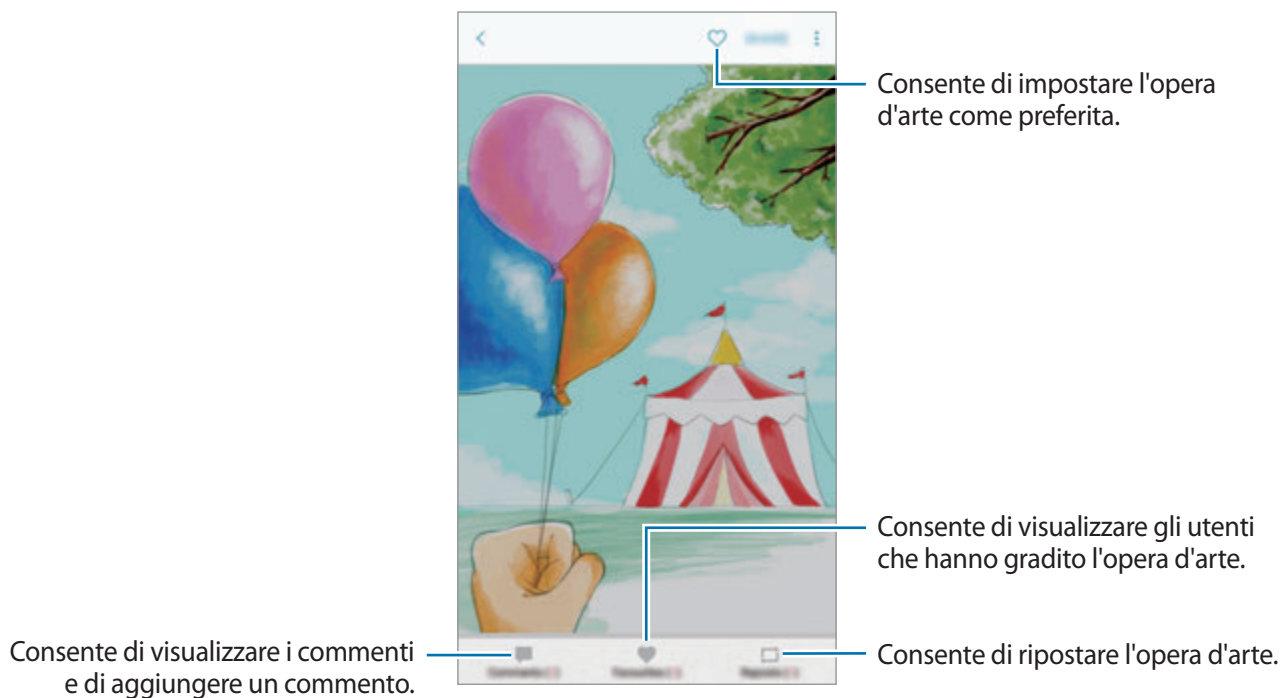 Consente di impostare l'opera
d'arte come preferita.
Consente di visualizzare gli utenti
che hanno gradito l'opera d'arte.
Consente di visualizzare i commenti
e di aggiungere un commento.
Consente di ripostare l'opera d'arte.